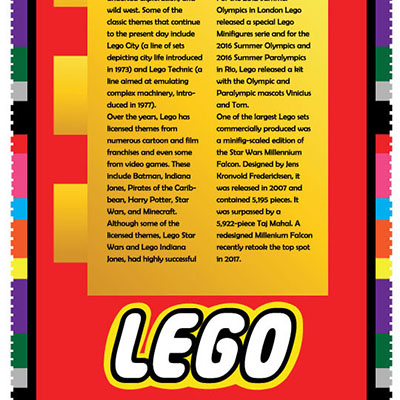 wild west. Some of the
classic themes that continue
to the present day include
Lego City (a line of sets
depicting city life introduced
in 1973) and Lego Technic (a
line aimed at emulating
complex machinery, intro-
duced in 1977).
Over the years, Lego has
licensed themes from
numerous cartoon and film
franchises and even some
from video games. These
include Batman, Indiana
Jones, Pirates of the Carib-
bean, Harry Potter, Star
Wars, and Minecraft.
Although some of the
licensed themes, Lego Star
Wars and Lego Indiana
Jones, had highly successful
Olympics in London Lego
released a special Lego
Minifigures serie and for the
2016 Summer Olympics and
2016 Summer Paralympics
in Rio, Lego released a kit
with the Olympic and
Paralympic mascots Vinicius
and Tom.
One of the largest Lego sets
commercially produced was
a minifig-scaled edition of
the Star Wars Millennium
Falcon. Designed by Jens
Kronvold Frederichsen, it
was released in 2007 and
contained 5,195 pieces. It
was surpassed by a
5,922-piece Taj Mahal. A
redesigned Millenium Falcon
recently retook the top spot
in 2017.
LEGO